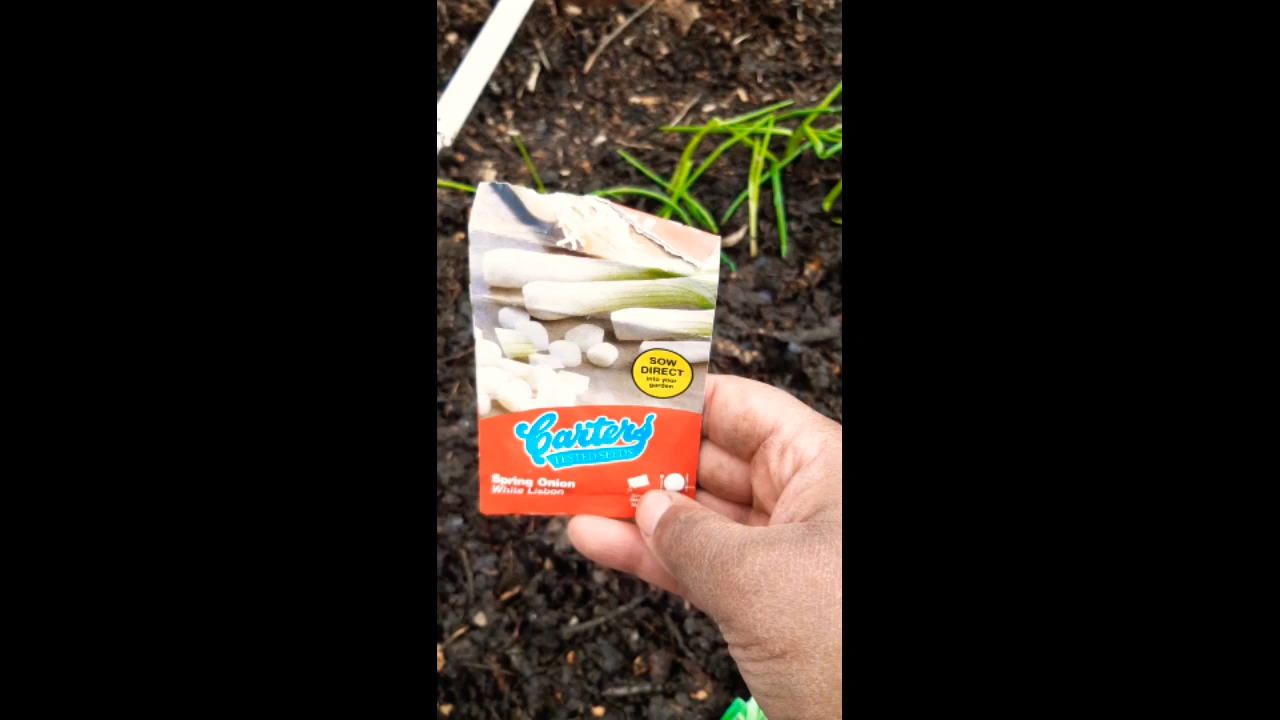 SOW
DIRECT
into your
garden
Carters
TESTED SEEDS
Spring Onion
White Lisbon